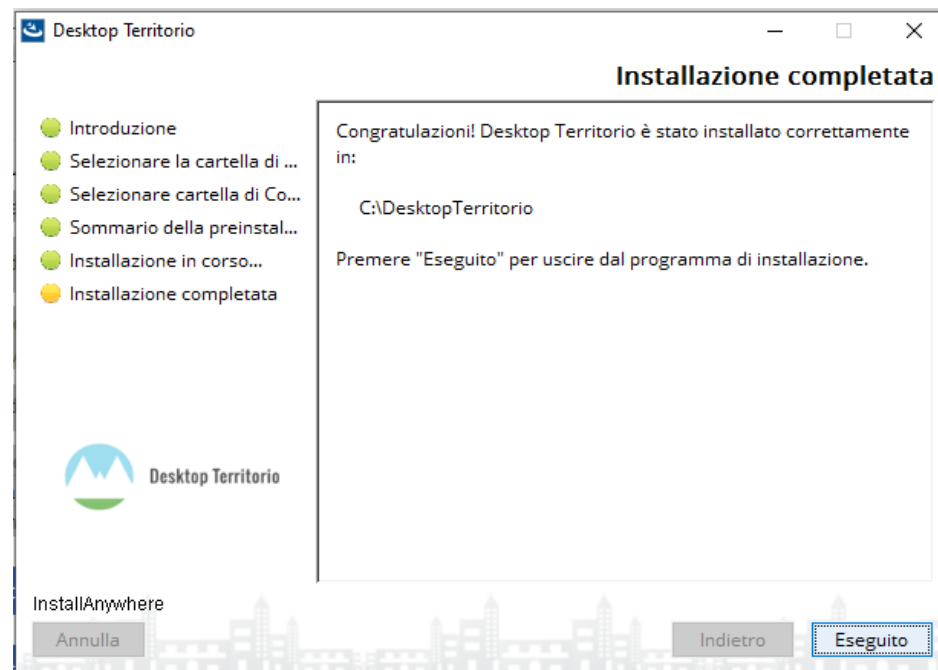 Desktop Territorio
Installazione completata
Introduzione
Selezionare la cartella di ...
Selezionare cartella di Co...
Sommario della preinstal...
Installazione in corso...
Installazione completata
Congratulazioni! Desktop Territorio è stato installato correttamente
in:
C:\DesktopTerritorio
Premere "Eseguito" per uscire dal programma di installazione.
Desktop Territorio
InstallAnywhere
Annulla
Indietro
Eseguito